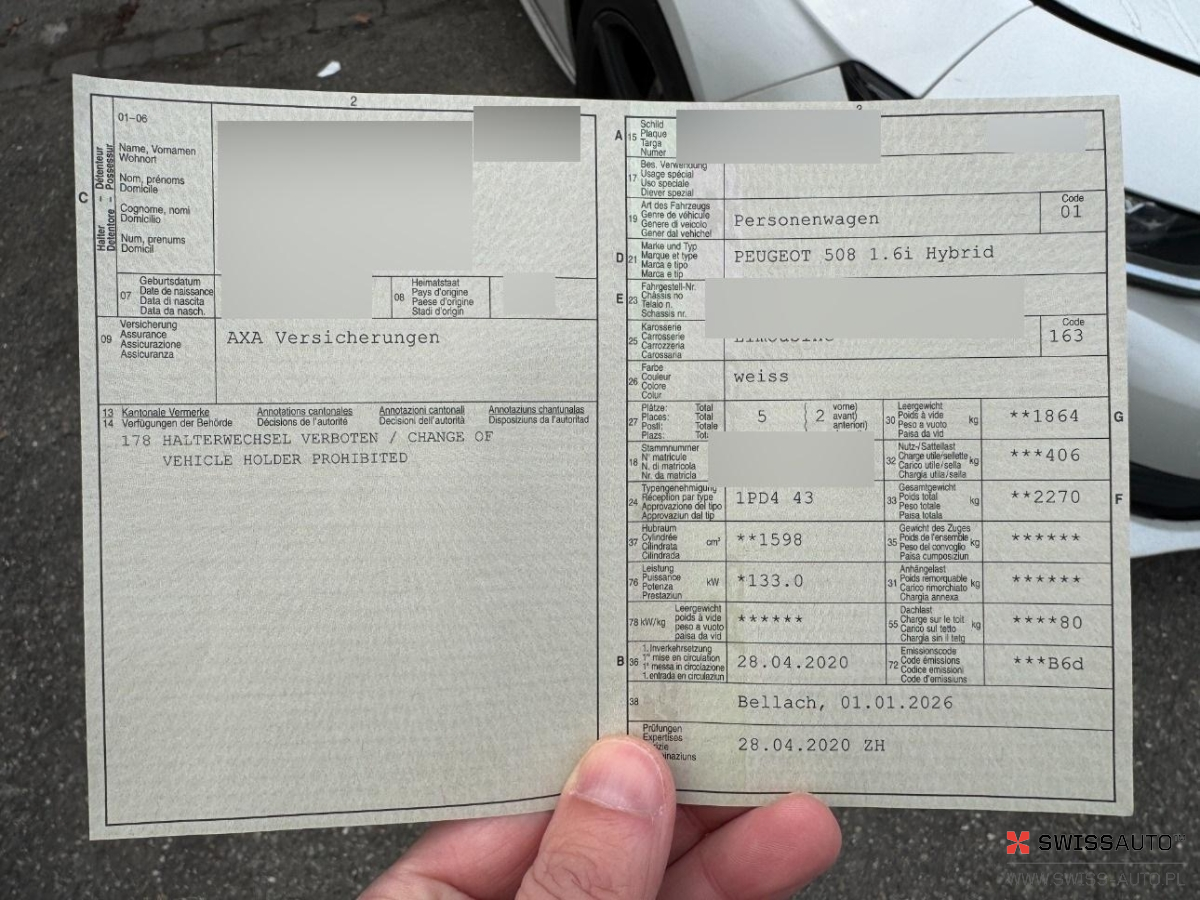 2
01-06
Halter – Détenteur
Detentore – Possessur
C
Name, Vornamen
Wohnort
Nom, prénoms
Domicile
Cognome, nomi
Domicilio
Num, prenums
Domicil
07
Geburtsdatum
Date de naissance
Data di nascita
Data da nasch.
08
Heimatstaat
Pays d'origine
Paese d'origine
Stadi d'origin
09
Versicherung
Assurance
Assicurazione
Assicuranza
AXA Versicherungen
13 Kantonale Vermerke Annotations cantonales Annotazioni cantonali Annotaziuns chantunalas
14 Verfügungen der Behörde Décisions de l'autorité Decisioni dell'autorità Disposiziuns da l'autoritad
178 HALTERWECHSEL VERBOTEN / CHANGE OF
VEHICLE HOLDER PROHIBITED
A 15
Schild
Plaque
Targa
Numer
17
Bes. Verwendung
Usage spécial
Uso speciale
Diever spezial
19
Art des Fahrzeugs
Genre de véhicule
Genere di veicolo
Gener dal vehichel
Personenwagen
Code
01
D 21
Marke und Typ
Marque et type
Marca e tipo
Marca e tip
PEUGEOT 508 1.6i Hybrid
E 23
Fahrgestell-Nr.
Châssis no
Telaio n.
Schassis nr.
25
Karosserie
Carrosserie
Carrozzeria
Carossaria
Limousine
Code
163
26
Farbe
Couleur
Colore
Colur
weiss
27
Plätze: Total
Places: Total
Posti: Totale
Plazs: Total
5
2
vorne)
avant)
anteriori)
30
Leergewicht
Poids à vide
Peso a vuoto
Paisa da vid
kg
**1864
G
18
Stammnummer
N° matricule
N. di matricola
Nr. da matricla
32
Nutz-/Sattellast
Charge utile/sellette
Carico utile/sella
Chargia utila/sella
kg
***406
24
Typengenehmigung
Réception par type
Approvazione del tipo
Approvaziun dal tip
1PD4 43
33
Gesamtgewicht
Poids total
Peso totale
Paisa totala
kg
**2270
F
37
Hubraum
Cylindrée
Cilindrata
Cilindrada
cm³
**1598
35
Gewicht des Zuges
Poids de l'ensemble
Peso del convoglio
Paisa cumposiziun
kg
******
76
Leistung
Puissance
Potenza
Prestaziun
kW
*133.0
31
Anhängelast
Poids remorquable
Carico rimorchiato
Chargia annexa
kg
******
78 kW/kg
Leergewicht
poids à vide
peso a vuoto
paisa da vid
******
55
Dachlast
Charge sur le toit
Carico sul tetto
Chargia sin il tetg
kg
****80
B 36
1. Inverkehrsetzung
1re mise en circulation
1a messa in circolazione
1. entrada en circulaziun
28.04.2020
72
Emissionscode
Code émissions
Codice emissioni
Code d'emissiuns
***B6d
38
Bellach, 01.01.2026
Prüfungen
Expertises
28.04.2020 ZH
SWISSAUTO
WWW.SWISS-AUTO.PL